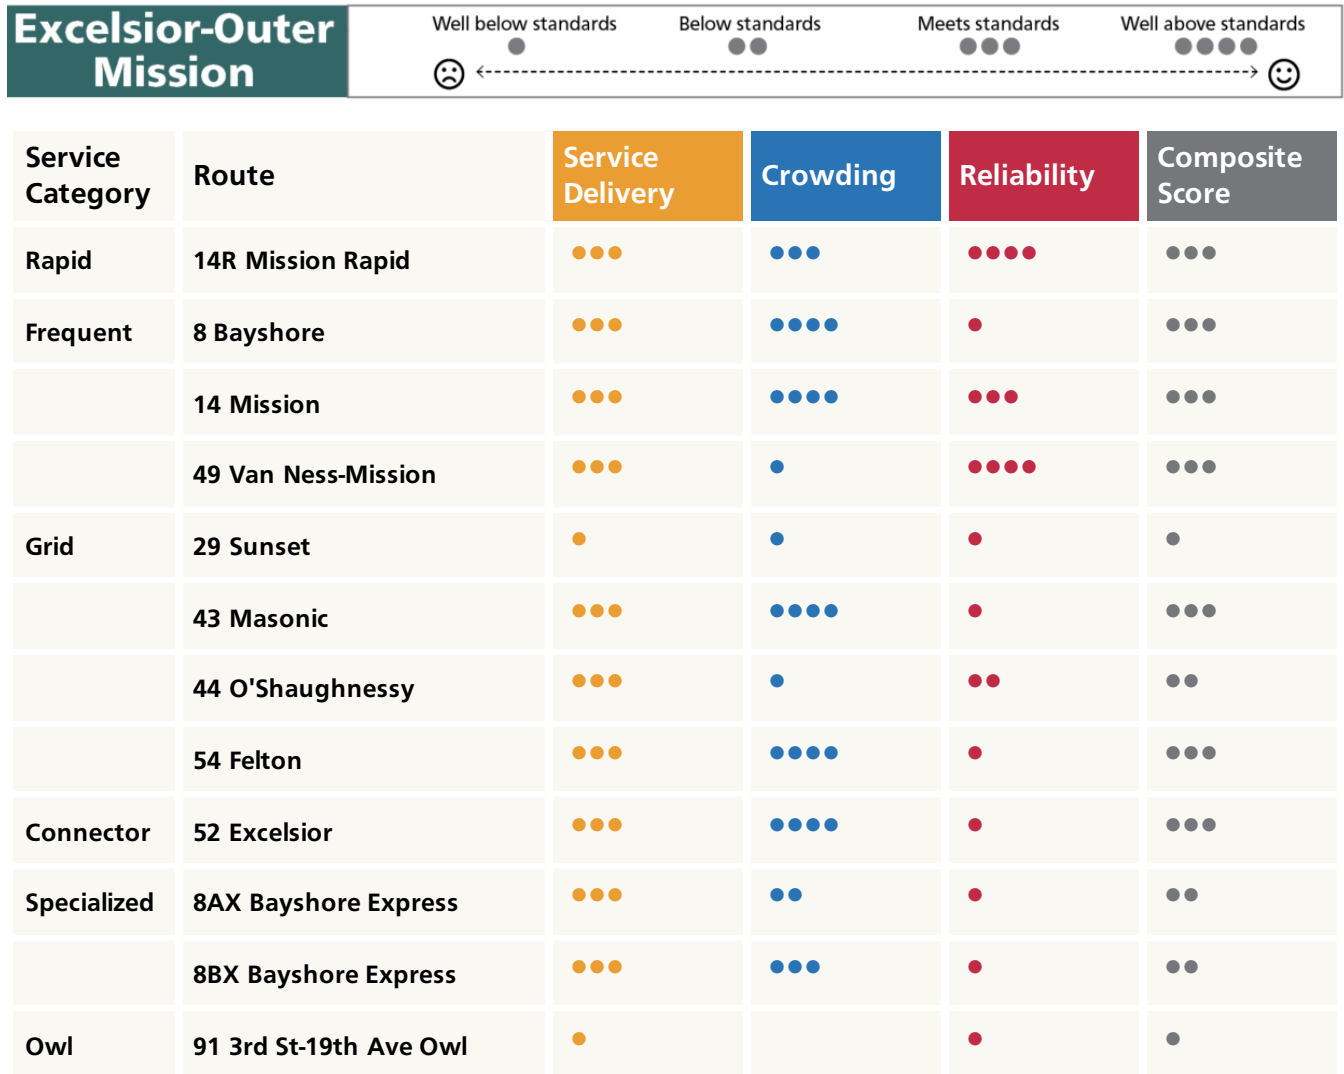 Excelsior-Outer
Mission
Well below standards
Below standards
Meets standards
Well above standards
Service
Category
Route
Service
Delivery
Crowding
Reliability
Composite
Score
Rapid
14R Mission Rapid
Frequent
8 Bayshore
14 Mission
49 Van Ness-Mission
Grid
29 Sunset
43 Masonic
44 O'Shaughnessy
54 Felton
Connector
52 Excelsior
Specialized
8AX Bayshore Express
8BX Bayshore Express
Owl
91 3rd St-19th Ave Owl